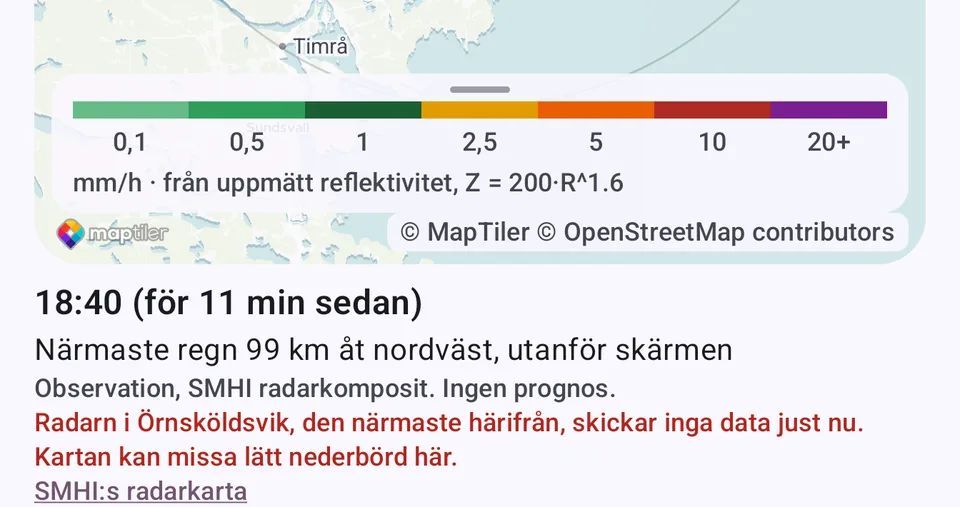 Timrå
Sundsvall
0,1 0,5 1 2,5 5 10 20+
mm/h · från uppmätt reflektivitet, Z = 200·R^1.6
maptiler
© MapTiler © OpenStreetMap contributors
18:40 (för 11 min sedan)
Närmaste regn 99 km åt nordväst, utanför skärmen
Observation, SMHI radarkomposit. Ingen prognos.
Radarn i Örnsköldsvik, den närmaste härifrån, skickar inga data just nu.
Kartan kan missa lätt nederbörd här.
SMHI:s radarkarta